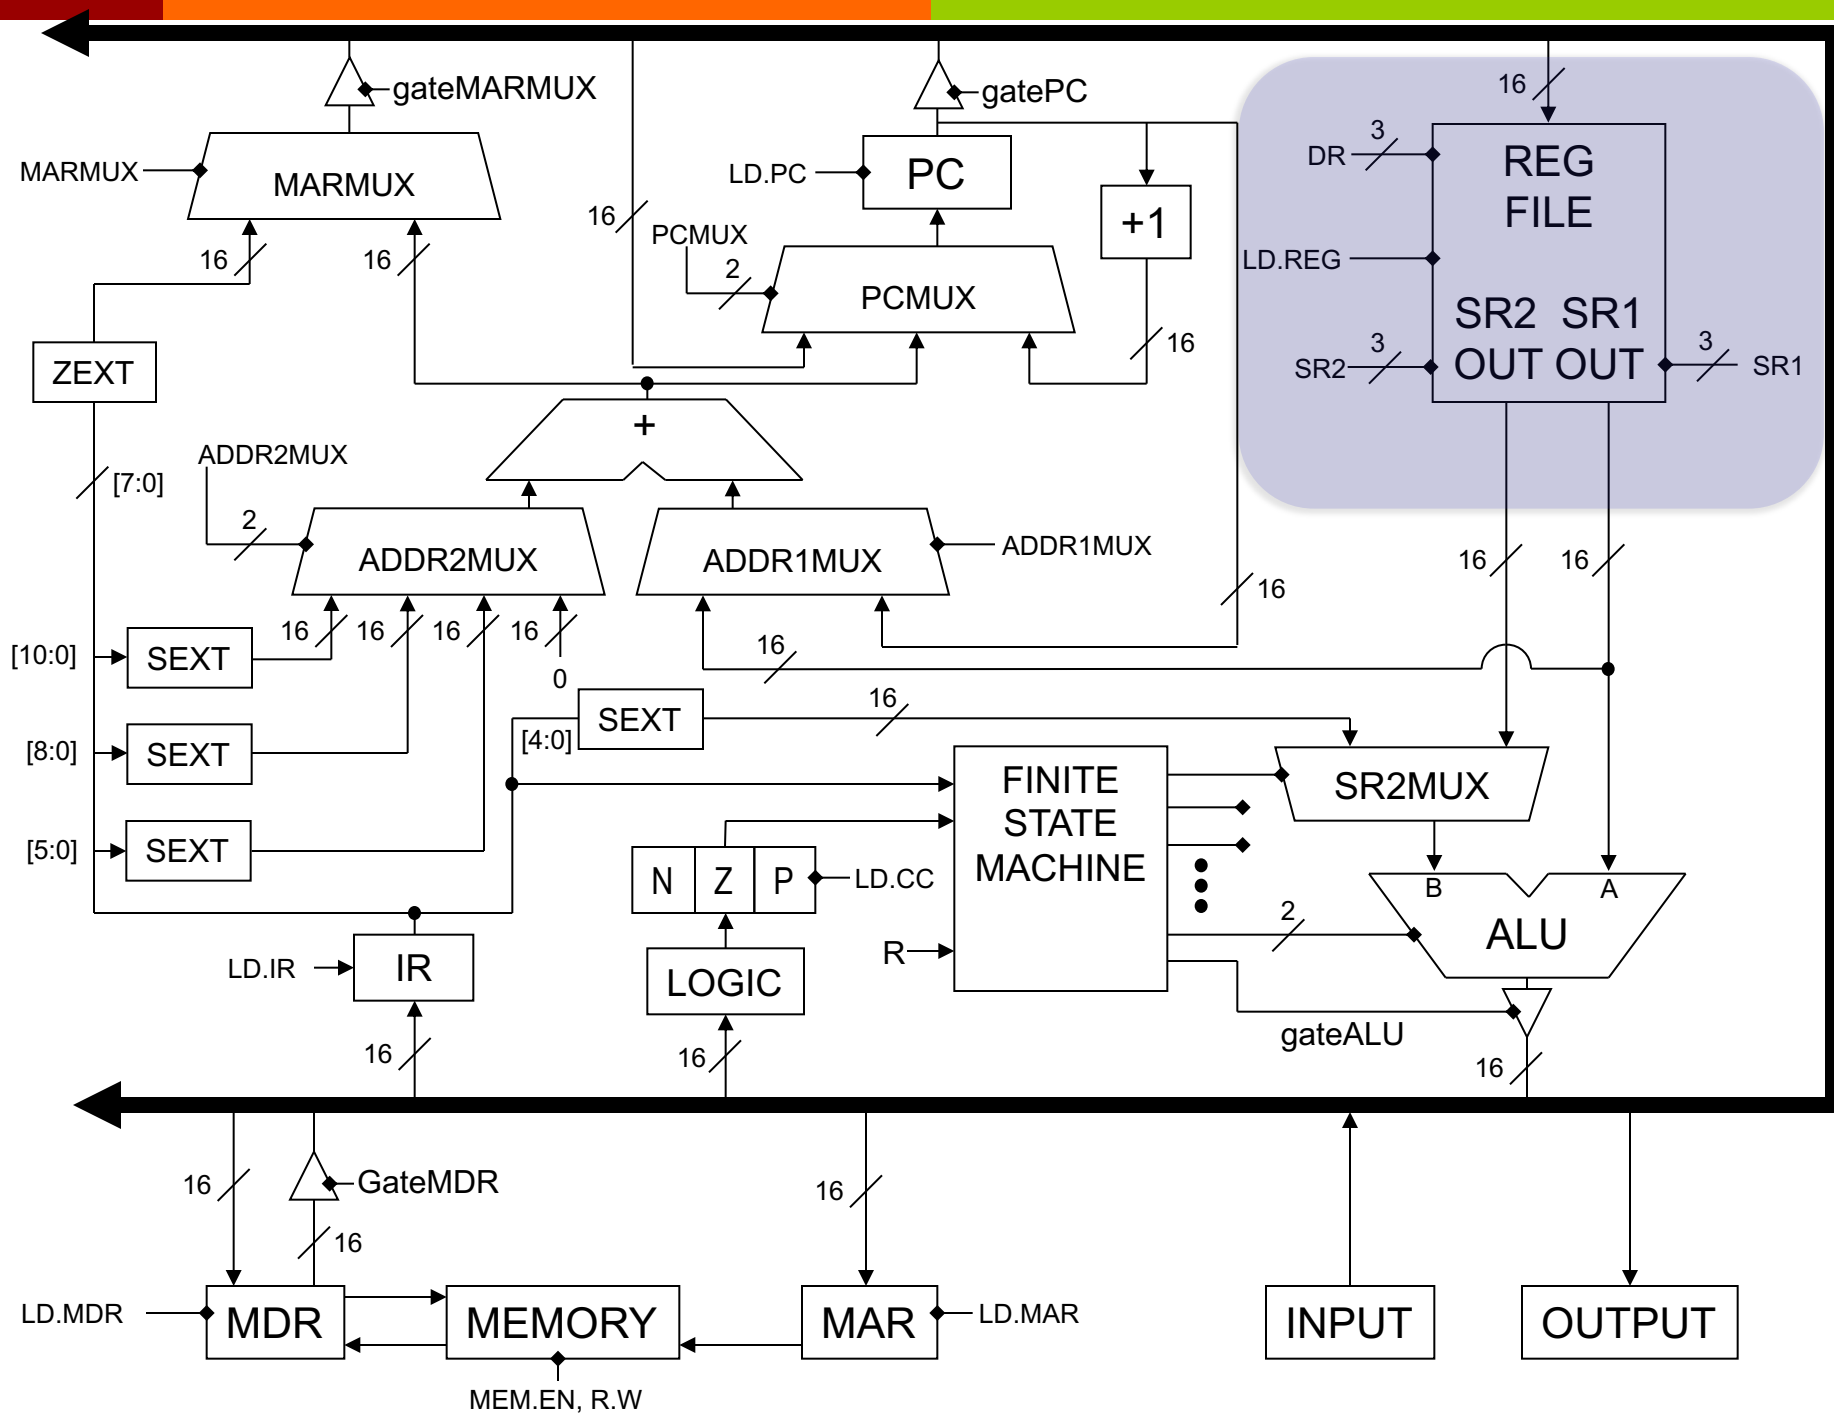 gateMARMUX
gatePC
16
MARMUX
MARMUX
LD.PC
PC
DR
3
REG
FILE
16
PCMUX
+1
LD.REG
16
16
2
PCMUX
SR2 SR1
OUT OUT
ZEXT
16
SR2
3
3
SR1
+
ADDR2MUX
[7:0]
2
ADDR2MUX
ADDR1MUX
ADDR1MUX
16
16
16
[10:0]
SEXT
16
16
16
16
0
16
[8:0]
SEXT
[4:0]
SEXT
16
[5:0]
SEXT
FINITE
STATE
MACHINE
SR2MUX
N Z P
LD.CC
B
A
ALU
2
R
LD.IR
IR
LOGIC
gateALU
16
16
16
16
GateMDR
16
16
LD.MDR
MDR
MEMORY
MAR
LD.MAR
INPUT
OUTPUT
MEM.EN, R.W